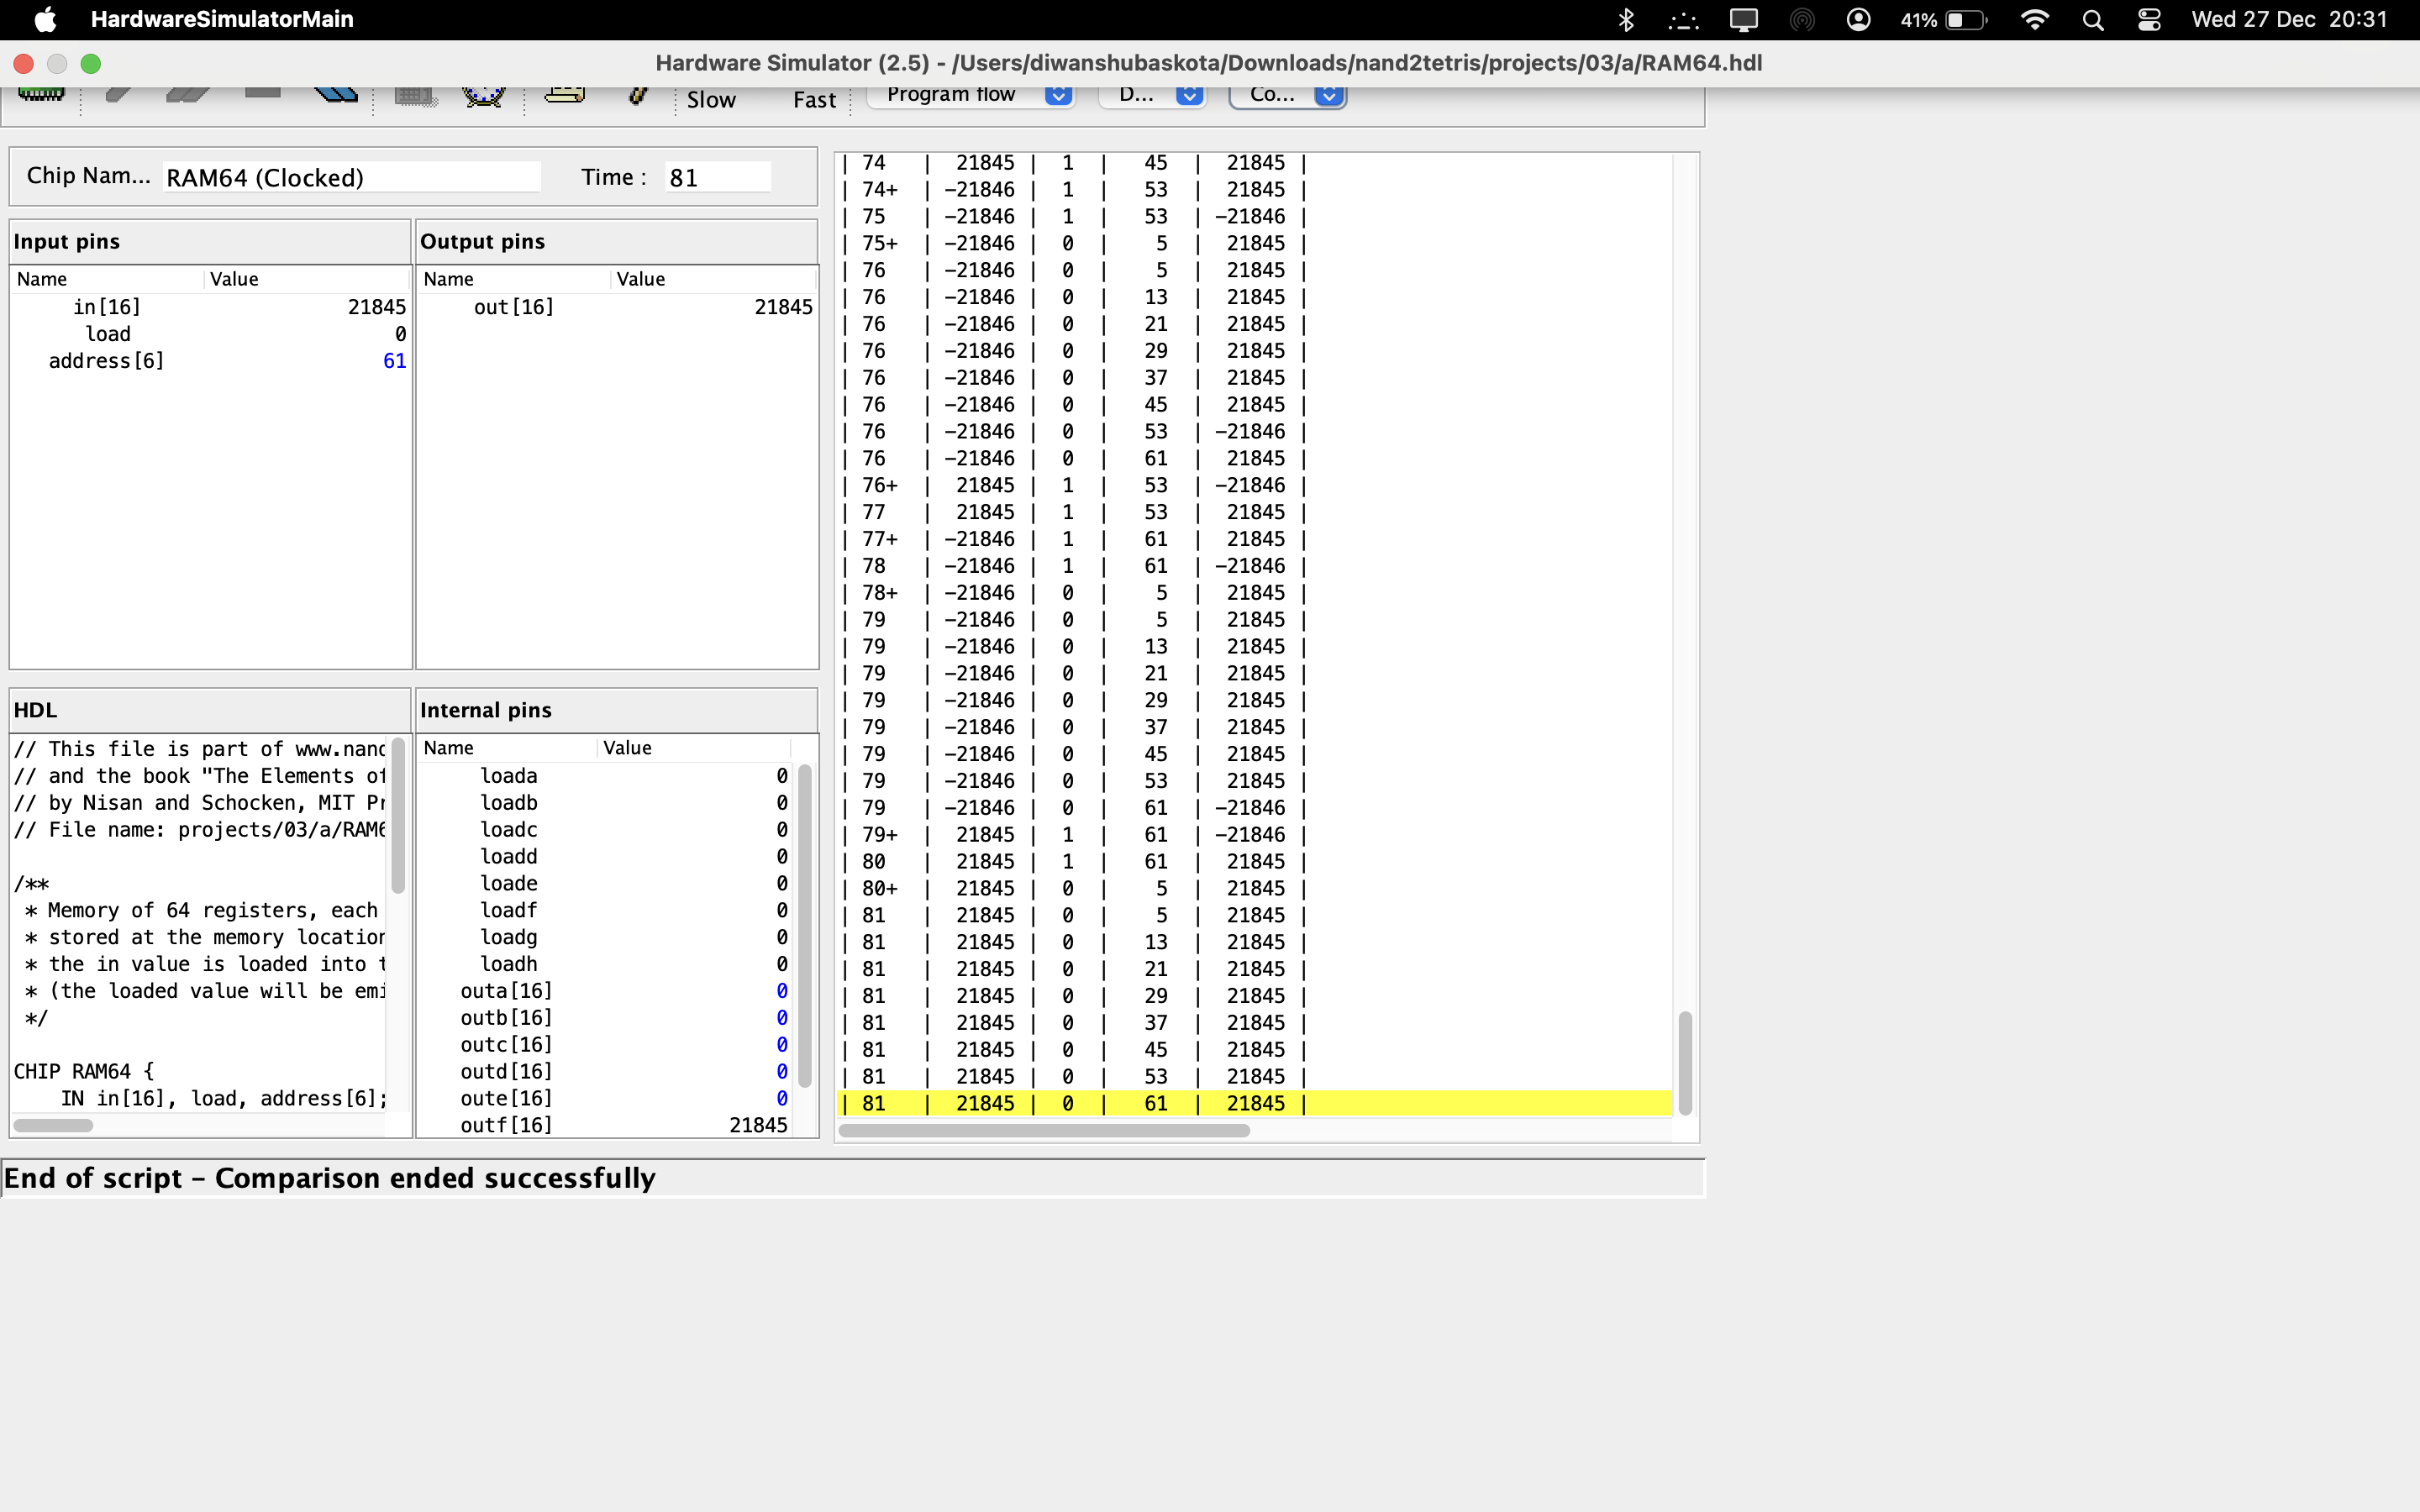 HardwareSimulatorMain 41% Wed 27 Dec 20:31
Hardware Simulator (2.5) - /Users/diwanshubaskota/Downloads/nand2tetris/projects/03/a/RAM64.hdl
Slow Fast Program flow D... Co...
Chip Nam... RAM64 (Clocked) Time : 81
Input pins
Name Value
in[16] 21845
load 0
address[6] 61
Output pins
Name Value
out[16] 21845
HDL
// This file is part of www.nand
// and the book "The Elements of
// by Nisan and Schocken, MIT Pr
// File name: projects/03/a/RAM6
/**
* Memory of 64 registers, each
* stored at the memory location
* the in value is loaded into t
* (the loaded value will be emi
*/
CHIP RAM64 {
IN in[16], load, address[6];
Internal pins
Name Value
loada 0
loadb 0
loadc 0
loadd 0
loade 0
loadf 0
loadg 0
loadh 0
outa[16] 0
outb[16] 0
outc[16] 0
outd[16] 0
oute[16] 0
outf[16] 21845
| 74 | 21845 | 1 | 45 | 21845 |
| 74+ | -21846 | 1 | 53 | 21845 |
| 75 | -21846 | 1 | 53 | -21846 |
| 75+ | -21846 | 0 | 5 | 21845 |
| 76 | -21846 | 0 | 5 | 21845 |
| 76 | -21846 | 0 | 13 | 21845 |
| 76 | -21846 | 0 | 21 | 21845 |
| 76 | -21846 | 0 | 29 | 21845 |
| 76 | -21846 | 0 | 37 | 21845 |
| 76 | -21846 | 0 | 45 | 21845 |
| 76 | -21846 | 0 | 53 | -21846 |
| 76 | -21846 | 0 | 61 | 21845 |
| 76+ | 21845 | 1 | 53 | -21846 |
| 77 | 21845 | 1 | 53 | 21845 |
| 77+ | -21846 | 1 | 61 | 21845 |
| 78 | -21846 | 1 | 61 | -21846 |
| 78+ | -21846 | 0 | 5 | 21845 |
| 79 | -21846 | 0 | 5 | 21845 |
| 79 | -21846 | 0 | 13 | 21845 |
| 79 | -21846 | 0 | 21 | 21845 |
| 79 | -21846 | 0 | 29 | 21845 |
| 79 | -21846 | 0 | 37 | 21845 |
| 79 | -21846 | 0 | 45 | 21845 |
| 79 | -21846 | 0 | 53 | 21845 |
| 79 | -21846 | 0 | 61 | -21846 |
| 79+ | 21845 | 1 | 61 | -21846 |
| 80 | 21845 | 1 | 61 | 21845 |
| 80+ | 21845 | 0 | 5 | 21845 |
| 81 | 21845 | 0 | 5 | 21845 |
| 81 | 21845 | 0 | 13 | 21845 |
| 81 | 21845 | 0 | 21 | 21845 |
| 81 | 21845 | 0 | 29 | 21845 |
| 81 | 21845 | 0 | 37 | 21845 |
| 81 | 21845 | 0 | 45 | 21845 |
| 81 | 21845 | 0 | 53 | 21845 |
| 81 | 21845 | 0 | 61 | 21845 |
End of script - Comparison ended successfully